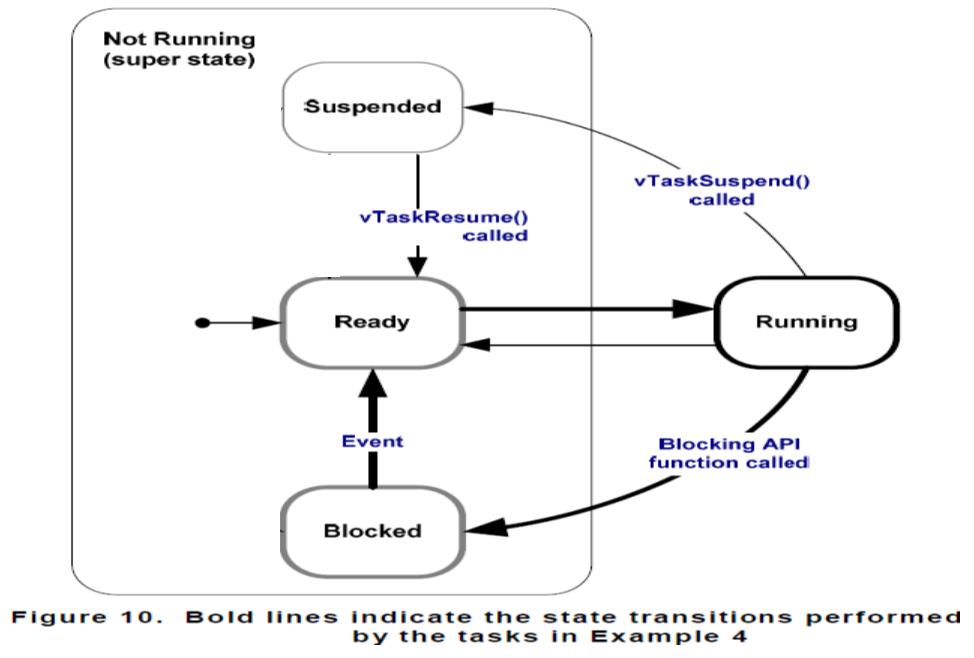 Not Running
(super state)
Suspended
vTaskSuspend()
called
vTaskResume()
called
Ready
Running
Event
Blocking API
function called
Blocked
Figure 10. Bold lines indicate the state transitions performed
by the tasks in Example 4